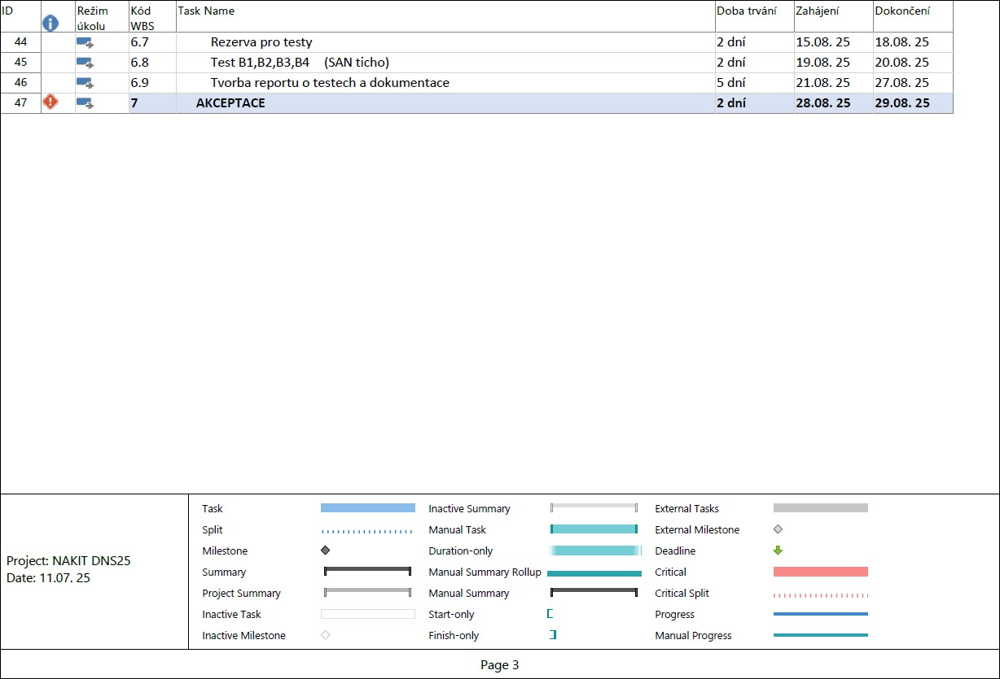 ID Režim úkolu Kód WBS Task Name Doba trvání Zahájení Dokončení
44 6.7 Rezerva pro testy 2 dní 15.08. 25 18.08. 25
45 6.8 Test B1,B2,B3,B4 (SAN ticho) 2 dní 19.08. 25 20.08. 25
46 6.9 Tvorba reportu o testech a dokumentace 5 dní 21.08. 25 27.08. 25
47 7 AKCEPTACE 2 dní 28.08. 25 29.08. 25
Project: NAKIT DNS25
Date: 11.07. 25
Task Inactive Summary External Tasks
Split Manual Task External Milestone
Milestone Duration-only Deadline
Summary Manual Summary Rollup Critical
Project Summary Manual Summary Critical Split
Inactive Task Start-only Progress
Inactive Milestone Finish-only Manual Progress
Page 3